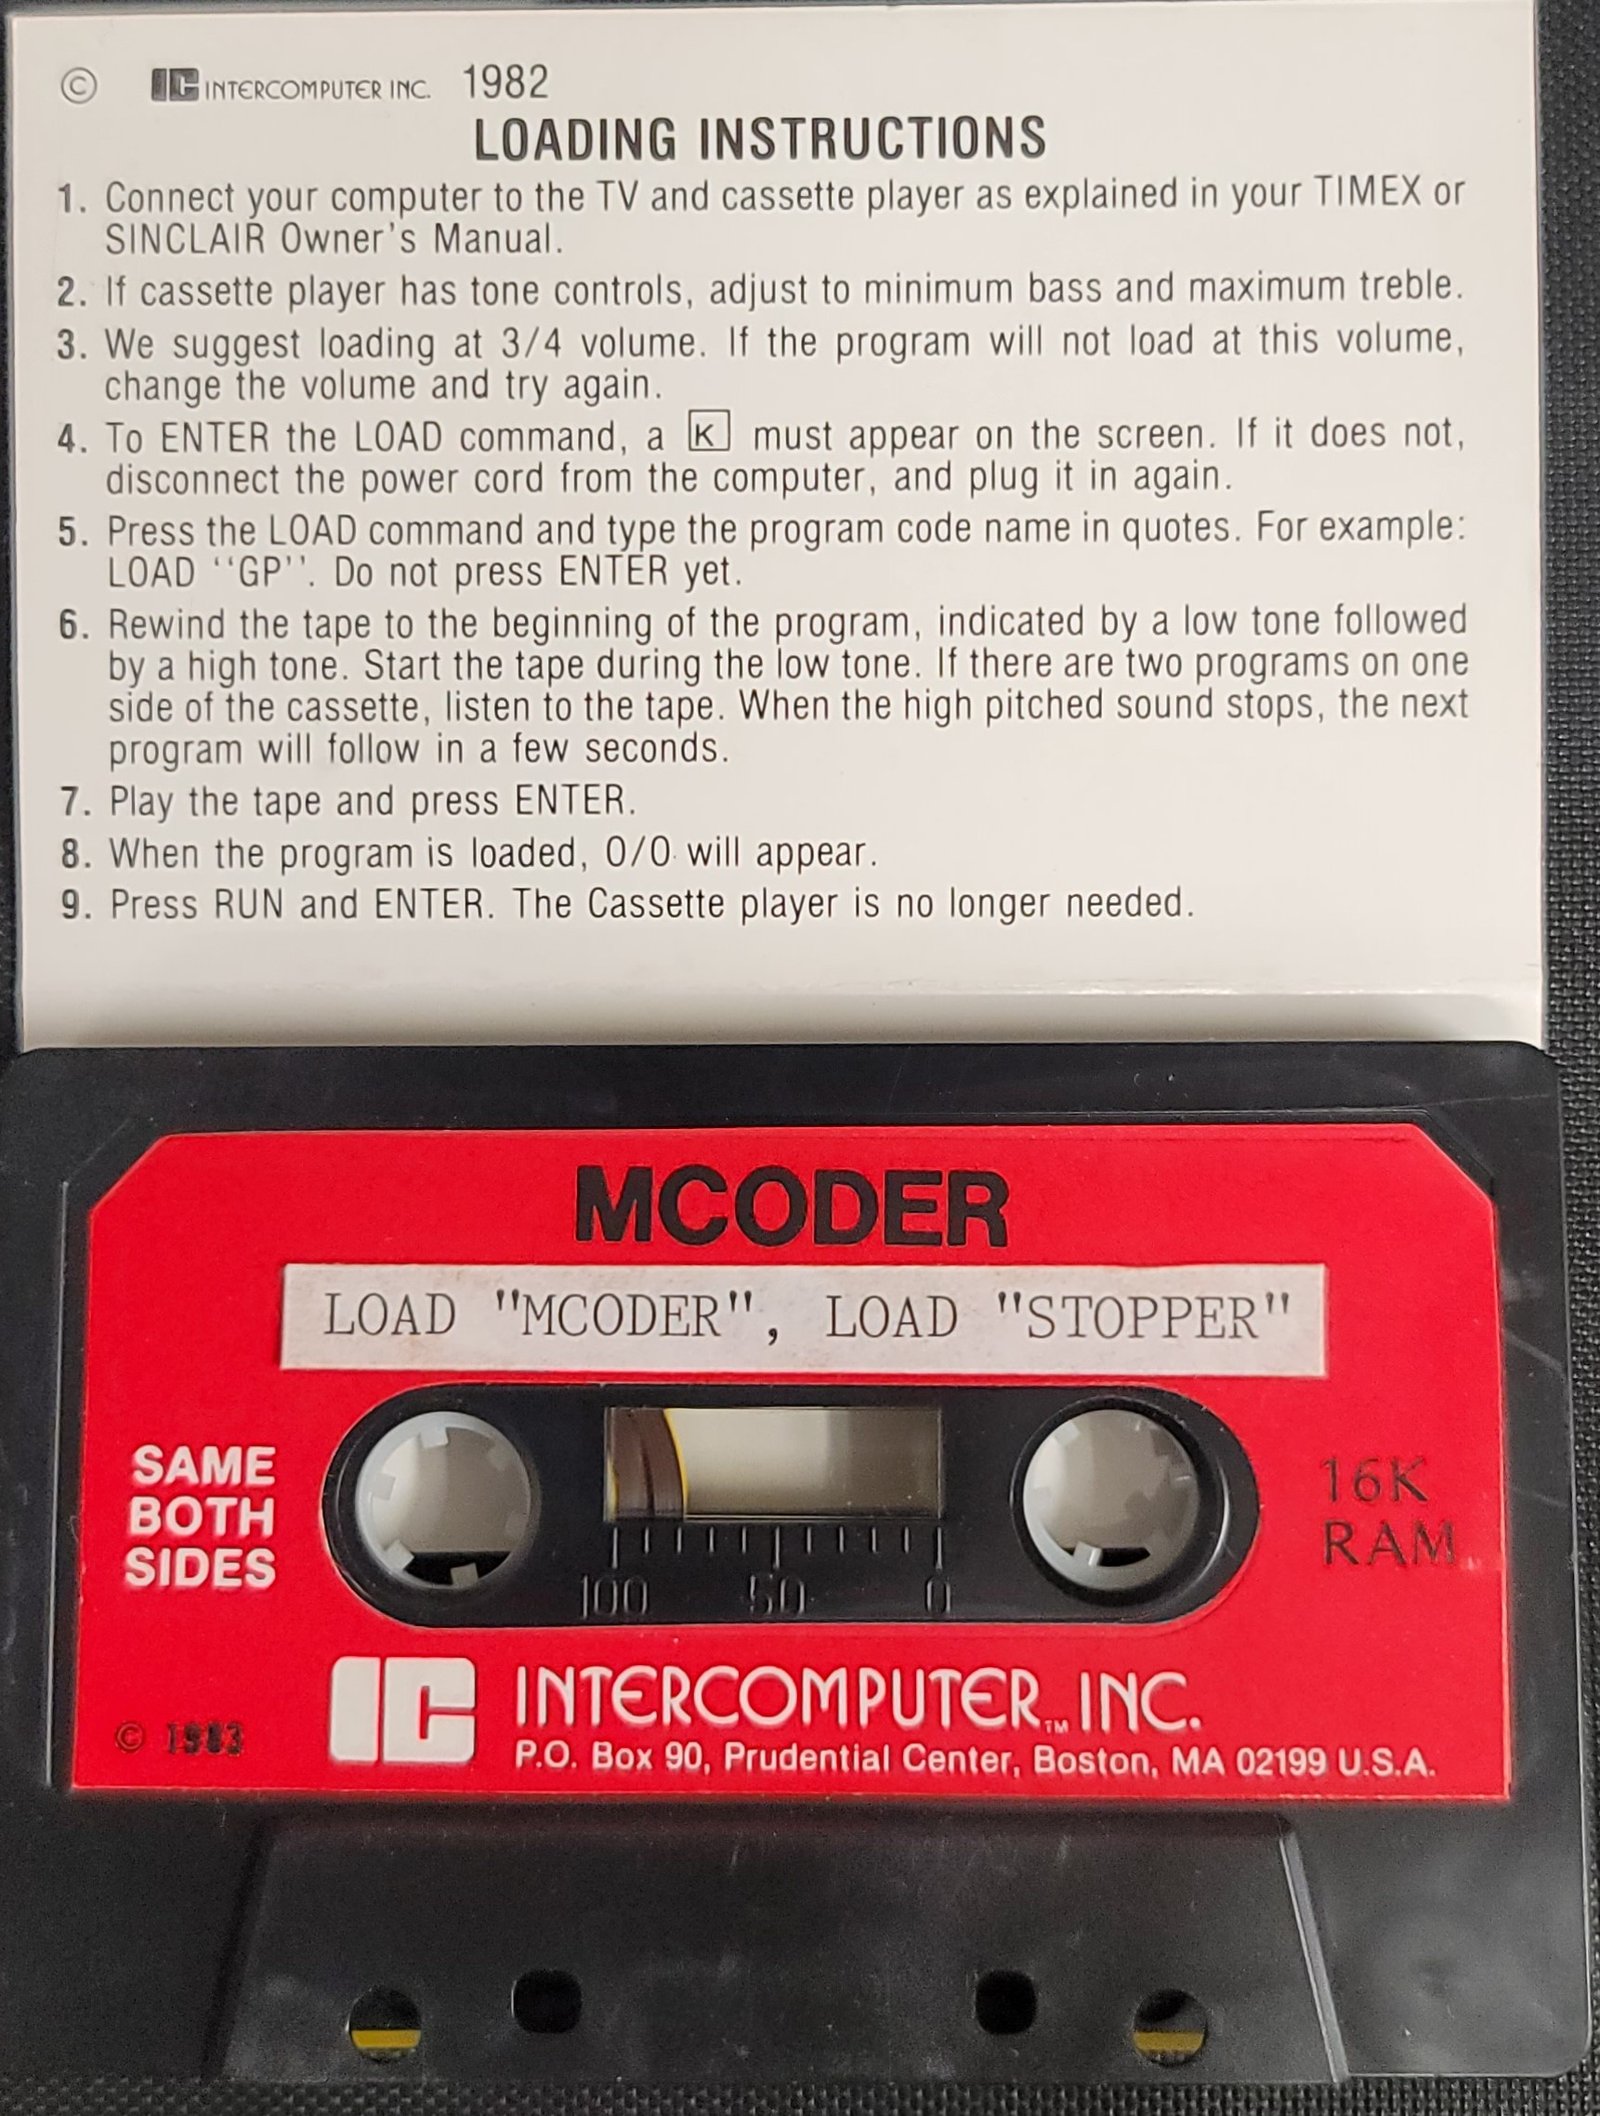 © IC INTERCOMPUTER INC. 1982
LOADING INSTRUCTIONS
1. Connect your computer to the TV and cassette player as explained in your TIMEX or
SINCLAIR Owner's Manual.
2. If cassette player has tone controls, adjust to minimum bass and maximum treble.
3. We suggest loading at 3/4 volume. If the program will not load at this volume,
change the volume and try again.
4. To ENTER the LOAD command, a K must appear on the screen. If it does not,
disconnect the power cord from the computer, and plug it in again.
5. Press the LOAD command and type the program code name in quotes. For example:
LOAD ''GP''. Do not press ENTER yet.
6. Rewind the tape to the beginning of the program, indicated by a low tone followed
by a high tone. Start the tape during the low tone. If there are two programs on one
side of the cassette, listen to the tape. When the high pitched sound stops, the next
program will follow in a few seconds.
7. Play the tape and press ENTER.
8. When the program is loaded, 0/0 will appear.
9. Press RUN and ENTER. The Cassette player is no longer needed.
MCODER
LOAD "MCODER", LOAD "STOPPER"
SAME
BOTH
SIDES
16K
RAM
100 50 0
© 1983
IC INTERCOMPUTER™ INC.
P.O. Box 90, Prudential Center, Boston, MA 02199 U.S.A.